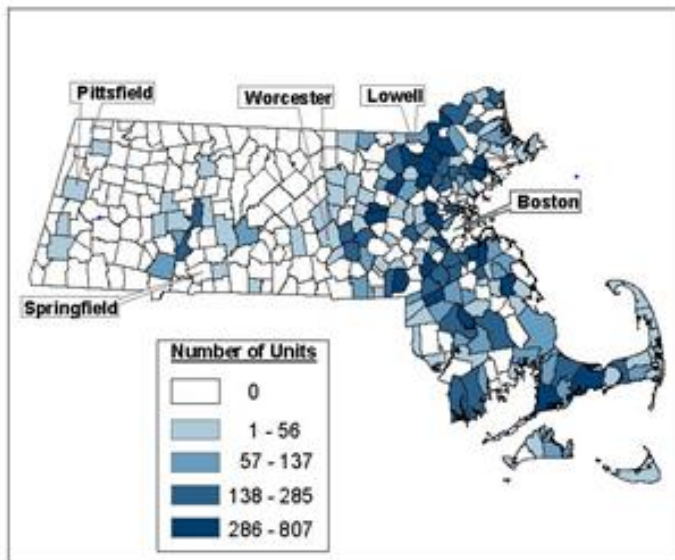 Pittsfield
Worcester
Lowell
Boston
Springfield
Number of Units
0
1 - 56
57 - 137
138 - 285
286 - 807